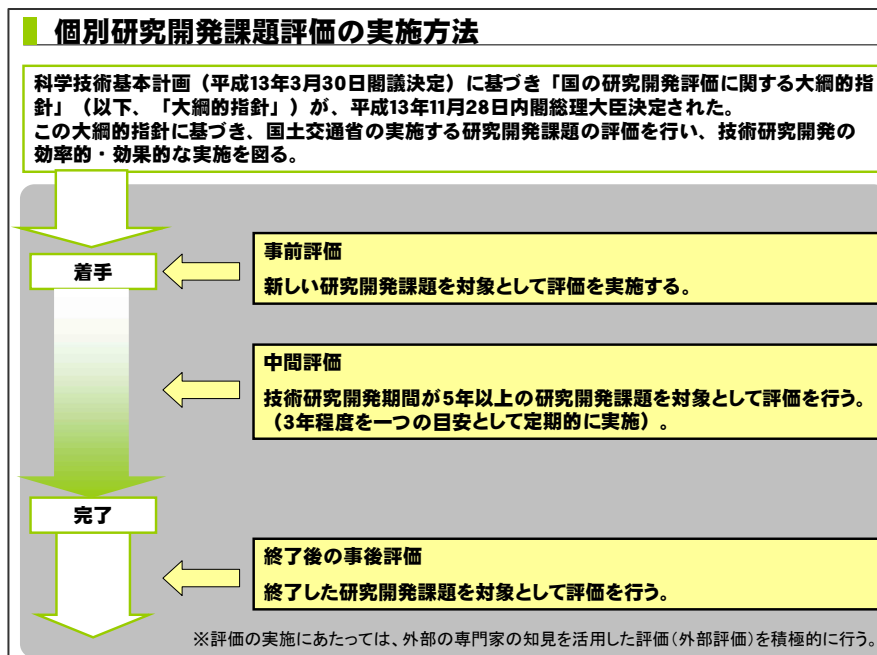 個別研究開発課題評価の実施方法
科学技術基本計画（平成13年3月30日閣議決定）に基づき「国の研究開発評価に関する大綱的指
針」（以下、「大綱的指針」）が、平成13年11月28日内閣総理大臣決定された。
この大綱的指針に基づき、国土交通省の実施する研究開発課題の評価を行い、技術研究開発の
効率的・効果的な実施を図る。
着手
事前評価
新しい研究開発課題を対象として評価を実施する。
中間評価
技術研究開発期間が5年以上の研究開発課題を対象として評価を行う。
（3年程度を一つの目安として定期的に実施）。
完了
終了後の事後評価
終了した研究開発課題を対象として評価を行う。
※評価の実施にあたっては、外部の専門家の知見を活用した評価（外部評価）を積極的に行う。